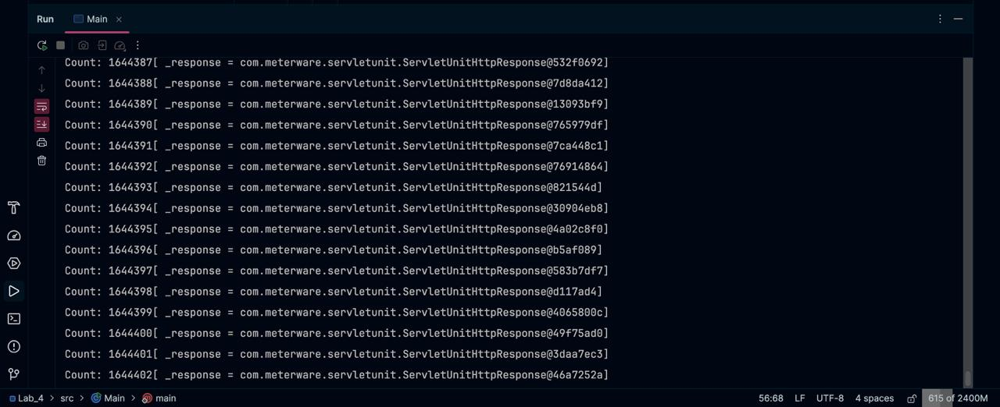 Run Main
Count: 1644387[ _response = com.meterware.servletunit.ServletUnitHttpResponse@532f0692]
Count: 1644388[ _response = com.meterware.servletunit.ServletUnitHttpResponse@7d8da412]
Count: 1644389[ _response = com.meterware.servletunit.ServletUnitHttpResponse@13093bf9]
Count: 1644390[ _response = com.meterware.servletunit.ServletUnitHttpResponse@765979df]
Count: 1644391[ _response = com.meterware.servletunit.ServletUnitHttpResponse@7ca448c1]
Count: 1644392[ _response = com.meterware.servletunit.ServletUnitHttpResponse@76914864]
Count: 1644393[ _response = com.meterware.servletunit.ServletUnitHttpResponse@821544d]
Count: 1644394[ _response = com.meterware.servletunit.ServletUnitHttpResponse@30904eb8]
Count: 1644395[ _response = com.meterware.servletunit.ServletUnitHttpResponse@4a02c8f0]
Count: 1644396[ _response = com.meterware.servletunit.ServletUnitHttpResponse@b5af089]
Count: 1644397[ _response = com.meterware.servletunit.ServletUnitHttpResponse@583b7df7]
Count: 1644398[ _response = com.meterware.servletunit.ServletUnitHttpResponse@d117ad4]
Count: 1644399[ _response = com.meterware.servletunit.ServletUnitHttpResponse@4065800c]
Count: 1644400[ _response = com.meterware.servletunit.ServletUnitHttpResponse@49f75ad0]
Count: 1644401[ _response = com.meterware.servletunit.ServletUnitHttpResponse@3daa7ec3]
Count: 1644402[ _response = com.meterware.servletunit.ServletUnitHttpResponse@46a7252a]
Lab_4 > src > Main > main 56:68 LF UTF-8 4 spaces 615 of 2400M